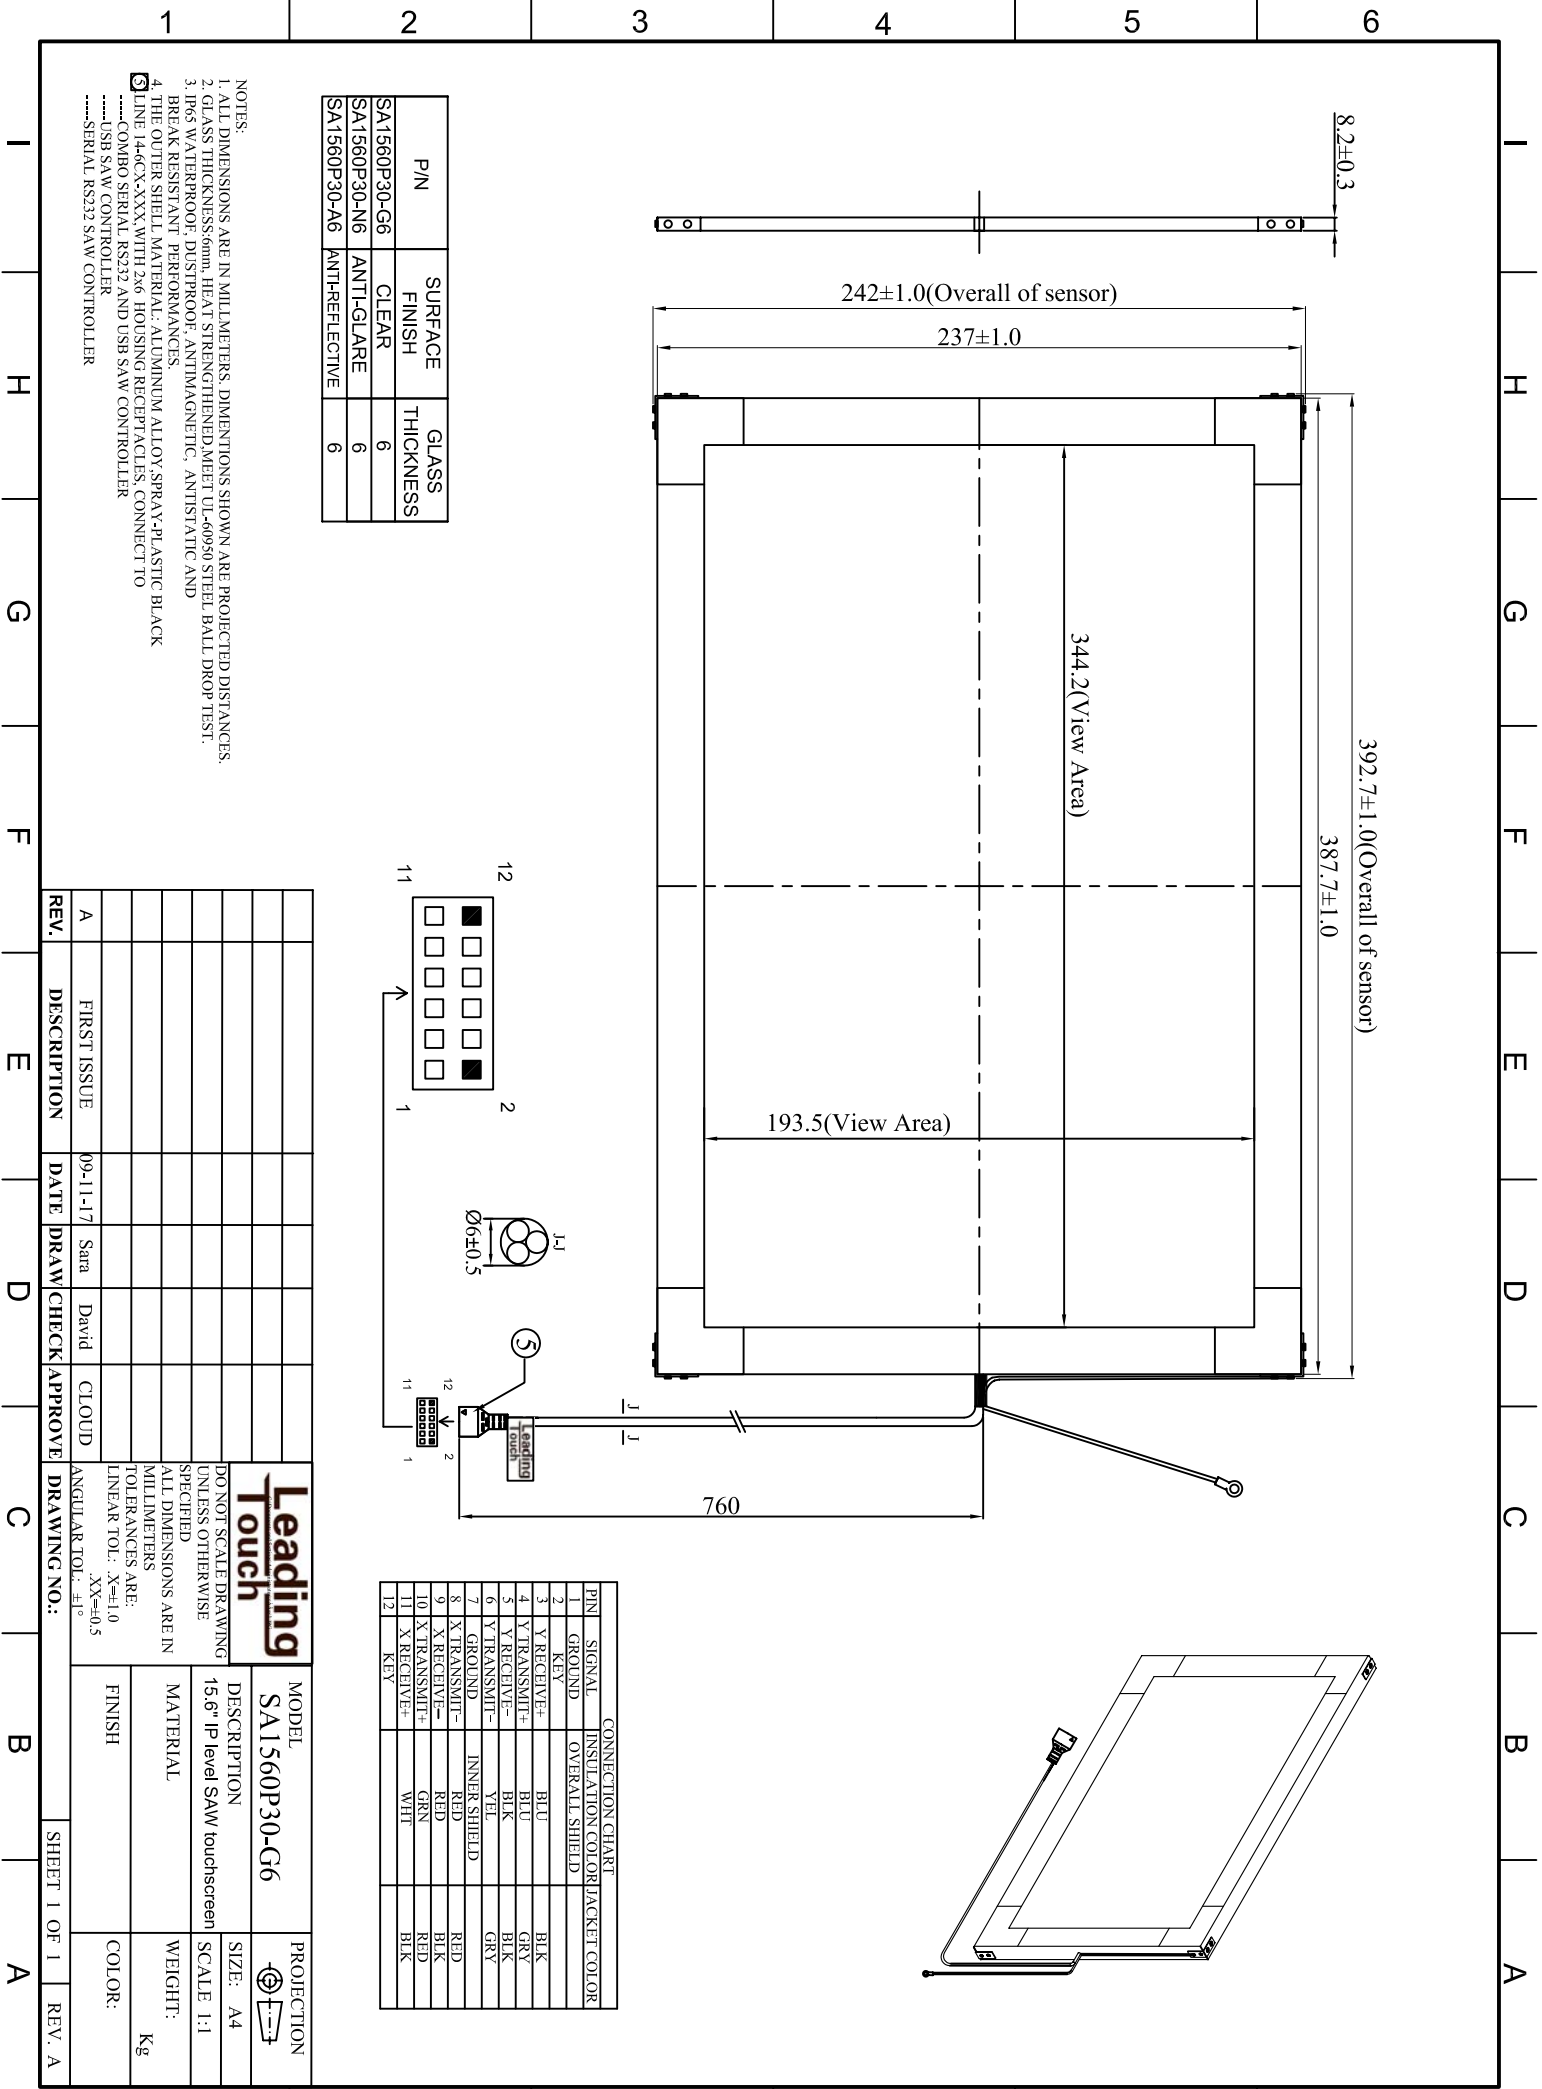 1
2
3
4
5
6
I
H
G
F
E
D
C
B
A
I
H
G
F
E
D
C
B
A
8.2±0.3
242±1.0(Overall of sensor)
237±1.0
392.7±1.0(Overall of sensor)
387.7±1.0
344.2(View Area)
193.5(View Area)
760
P/N SURFACE FINISH GLASS THICKNESS
SA1560P30-G6 CLEAR 6
SA1560P30-N6 ANTI-GLARE 6
SA1560P30-A6 ANTI-REFLECTIVE 6
NOTES:
1. ALL DIMENSIONS ARE IN MILLMETERS. DIMENTIONS SHOWN ARE PROJECTED DISTANCES.
2. GLASS THICKNESS:6mm, HEAT STRENGTHENED,MEET UL-60950 STEEL BALL DROP TEST.
3. IP65 WATERPROOF, DUSTPROOF, ANTIMAGNETIC, ANTISTATIC AND
BREAK RESISTANT PERFORMANCES.
4. THE OUTER SHELL MATERIAL: ALUMINUM ALLOY,SPRAY-PLASTIC BLACK
5. LINE 14-6CX-XXX,WITH 2x6 HOUSING RECEPTACLES, CONNECT TO
-----COMBO SERIAL RS232 AND USB SAW CONTROLLER
-----USB SAW CONTROLLER
-----SERIAL RS232 SAW CONTROLLER
12
11
2
1
J-J
Ø6±0.5
5
J
J
Leading
Touch
12
11
2
1
CONNECTION CHART
PIN SIGNAL INSULATION COLOR JACKET COLOR
1 GROUND OVERALL SHIELD
2 KEY
3 Y RECEIVE+ BLU BLK
4 Y TRANSMIT+ BLU GRY
5 Y RECEIVE- BLK BLK
6 Y TRANSMIT- YEL GRY
7 GROUND INNER SHIELD
8 X TRANSMIT- RED RED
9 X RECEIVE- RED BLK
10 X TRANSMIT+ GRN RED
11 X RECEIVE+ WHT BLK
12 KEY
A FIRST ISSUE 09-11-17 Sara David CLOUD
REV. DESCRIPTION DATE DRAW CHECK APPROVE
Leading
Touch
DO NOT SCALE DRAWING
UNLESS OTHERWISE
SPECIFIED
ALL DIMENSIONS ARE IN
MILLIMETERS
TOLERANCES ARE:
LINEAR TOL: .X=±1.0
.XX=±0.5
ANGULAR TOL: ±1°
DRAWING NO.:
MODEL
SA1560P30-G6
DESCRIPTION
15.6" IP level SAW touchscreen
MATERIAL
FINISH
PROJECTION
SIZE: A4
SCALE 1:1
WEIGHT:
Kg
COLOR:
SHEET 1 OF 1
REV. A